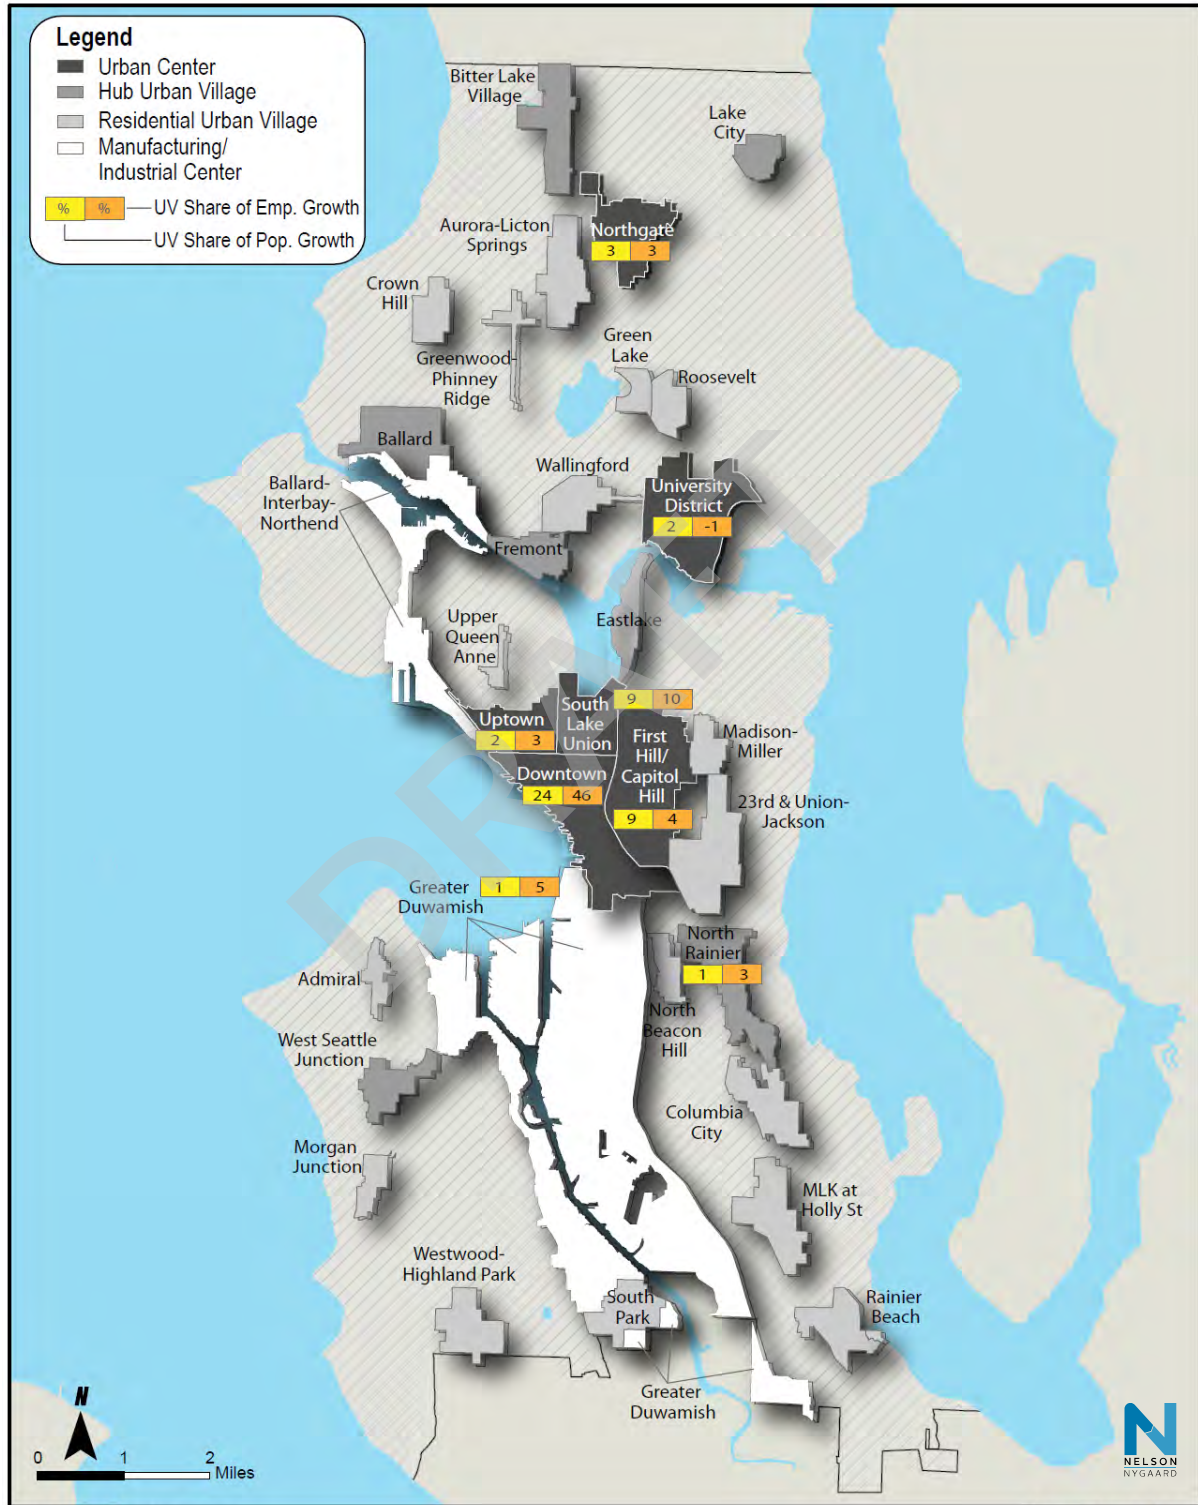 Legend
Urban Center
Hub Urban Village
Residential Urban Village
Manufacturing/
Industrial Center
% % UV Share of Emp. Growth
UV Share of Pop. Growth
Bitter Lake
Village
Lake
City
Northgate
3 3
Aurora-Licton
Springs
Crown
Hill
Greenwood-
Phinney
Ridge
Green
Lake
Roosevelt
Ballard
Ballard-
Interbay-
Northend
Wallingford
University
District
2 -1
Fremont
Eastlake
Upper
Queen
Anne
Uptown
2 3
South
Lake
Union
9 10
First
Hill/
Capitol
Hill
9 4
Madison-
Miller
Downtown
24 46
23rd & Union-
Jackson
Greater
Duwamish
1 5
North
Rainier
1 3
Admiral
North
Beacon
Hill
West Seattle
Junction
Columbia
City
Morgan
Junction
MLK at
Holly St
Westwood-
Highland Park
South
Park
Rainier
Beach
Greater
Duwamish
DRAFT
N
0 1 2
Miles
N
NELSON
NYGAARD